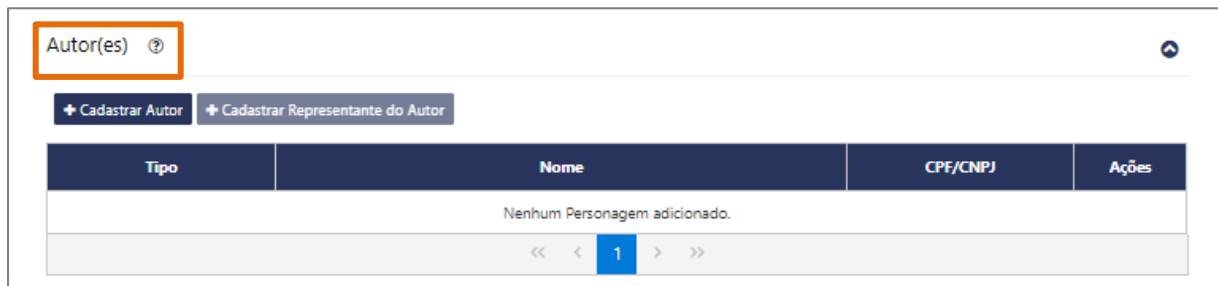 Autor(es)
+ Cadastrar Autor + Cadastrar Representante do Autor
Tipo Nome CPF/CNPJ Ações
Nenhum Personagem adicionado.
<< < 1 > >>